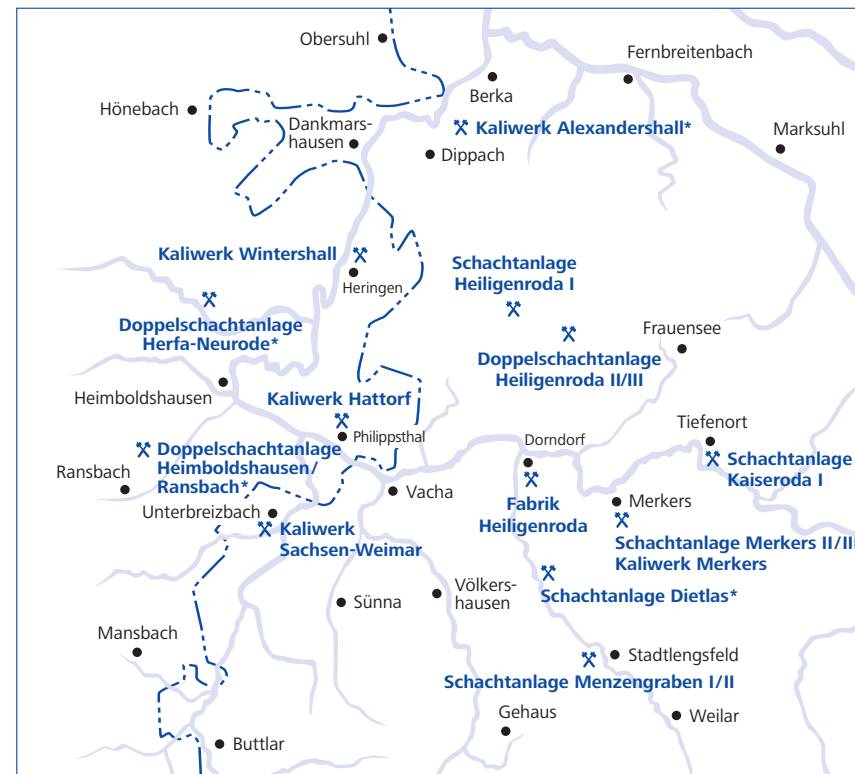 Obersuhl
Fernbreitenbach
Berka
Hönebach
Dankmars-
hausen
Kaliwerk Alexandershall*
Marksuhl
Dippach
Kaliwerk Wintershall
Heringen
Schachtanlage
Heiligenroda I
Doppelschachtanlage
Herfa-Neurode*
Frauensee
Doppelschachtanlage
Heiligenroda II/III
Heimboldshausen
Kaliwerk Hattorf
Philippsthal
Tiefenort
Doppelschachtanlage
Heimboldshausen/
Ransbach*
Ransbach
Dorndorf
Schachtanlage
Kaiseroda I
Vacha
Unterbreizbach
Fabrik
Heiligenroda
Merkers
Kaliwerk
Sachsen-Weimar
Schachtanlage Merkers II/III
Kaliwerk Merkers
Völkers-
hausen
Schachtanlage Dietlas*
Sünna
Mansbach
Stadtlengsfeld
Schachtanlage Menzengraben I/II
Gehaus
Weilar
Buttlar